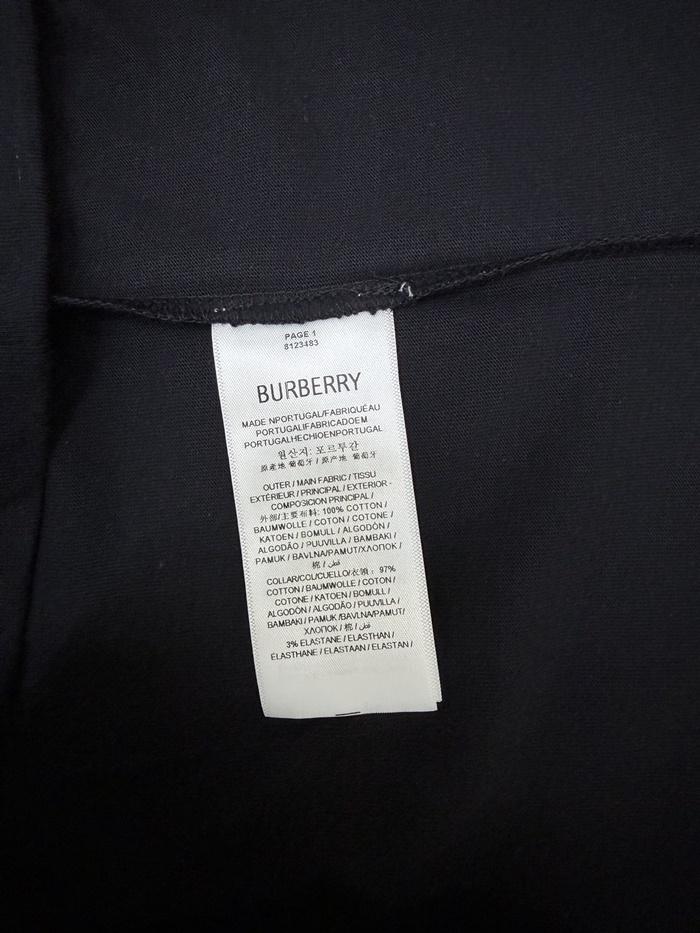 PAGE 1
8123483
BURBERRY
MADE NPORTUGAL/FABRIQUÉAU
PORTUGALIFABRICADOEM
PORTUGALHECHOENPORTUGAL
원산지: 포르투갈
原產地 葡萄牙 / 原产地 葡萄牙
OUTER / MAIN FABRIC / TISSU
EXTÉRIEUR / PRINCIPAL / EXTERIOR -
COMPOSICION PRINCIPAL /
外部/主要布料: 100% COTTON /
BAUMWOLLE / COTON / COTONE /
KATOEN / BOMULL / ALGODÓN /
ALGODÃO / PUUVILLA / BAMBAKI /
PAMUK / BAVLNA/PAMUT/ХЛОПОК /
棉 / قطن /
COLLAR/COL/CUELLO/衣領 : 97%
COTTON / BAUMWOLLE / COTON /
COTONE / KATOEN / BOMULL /
ALGODÓN / ALGODÃO / PUUVILLA /
BAMBAKI / PAMUK /BAVLNA/PAMUT/
ХЛОПОК / 棉 / قطن /
3% ELASTANE / ELASTHAN /
ÉLASTHANE / ELASTAAN / ELASTAN /